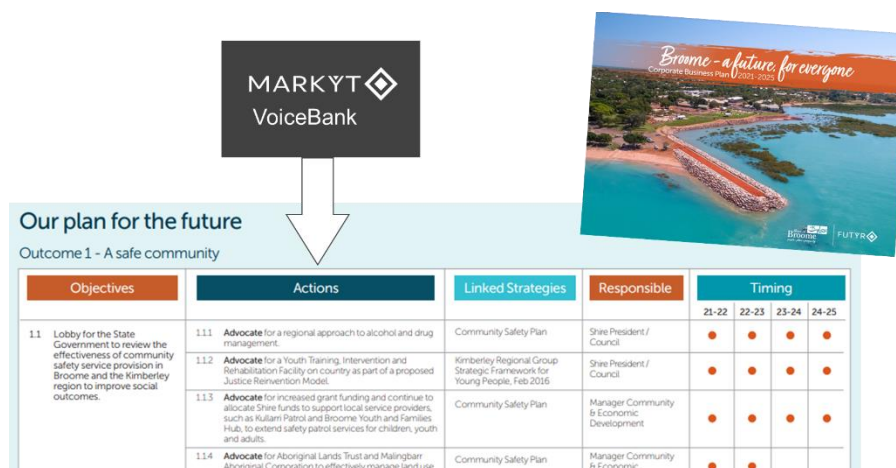 MARKYT
VoiceBank
Broome - a future, for everyone
Corporate Business Plan 2021-2025
Broome
FUTYR
Our plan for the future
Outcome 1 - A safe community
Objectives
Actions
Linked Strategies
Responsible
Timing
21-22 22-23 23-24 24-25
1.1 Lobby for the State
Government to review the
effectiveness of community
safety service provision in
Broome and the Kimberley
region to improve social
outcomes.
1.1.1 Advocate for a regional approach to alcohol and drug
management.
Community Safety Plan
Shire President /
Council
1.1.2 Advocate for a Youth Training, Intervention and
Rehabilitation Facility on country as part of a proposed
Justice Reinvention Model.
Kimberley Regional Group
Strategic Framework for
Young People, Feb 2016
Shire President /
Council
1.1.3 Advocate for increased grant funding and continue to
allocate Shire funds to support local service providers,
such as Kullarri Patrol and Broome Youth and Families
Hub, to extend safety patrol services for children, youth
and adults.
Community Safety Plan
Manager Community
& Economic
Development
1.1.4 Advocate for Aboriginal Lands Trust and Malingbarr
Aboriginal Corporation to effectively manage land use
Community Safety Plan
Manager Community
& Economic